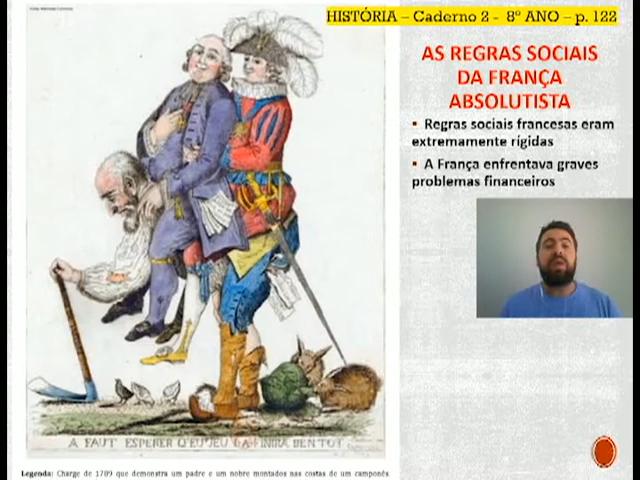 HISTÓRIA – Caderno 2 - 8º ANO – p. 122
AS REGRAS SOCIAIS
DA FRANÇA
ABSOLUTISTA
▪ Regras sociais francesas eram
extremamente rígidas
▪ A França enfrentava graves
problemas financeiros
A FAUT ESPERER Q'EU'JEU LA FINIRA BEN TOT
Legenda: Charge de 1789 que demonstra um padre e um nobre montados nas costas de um camponês